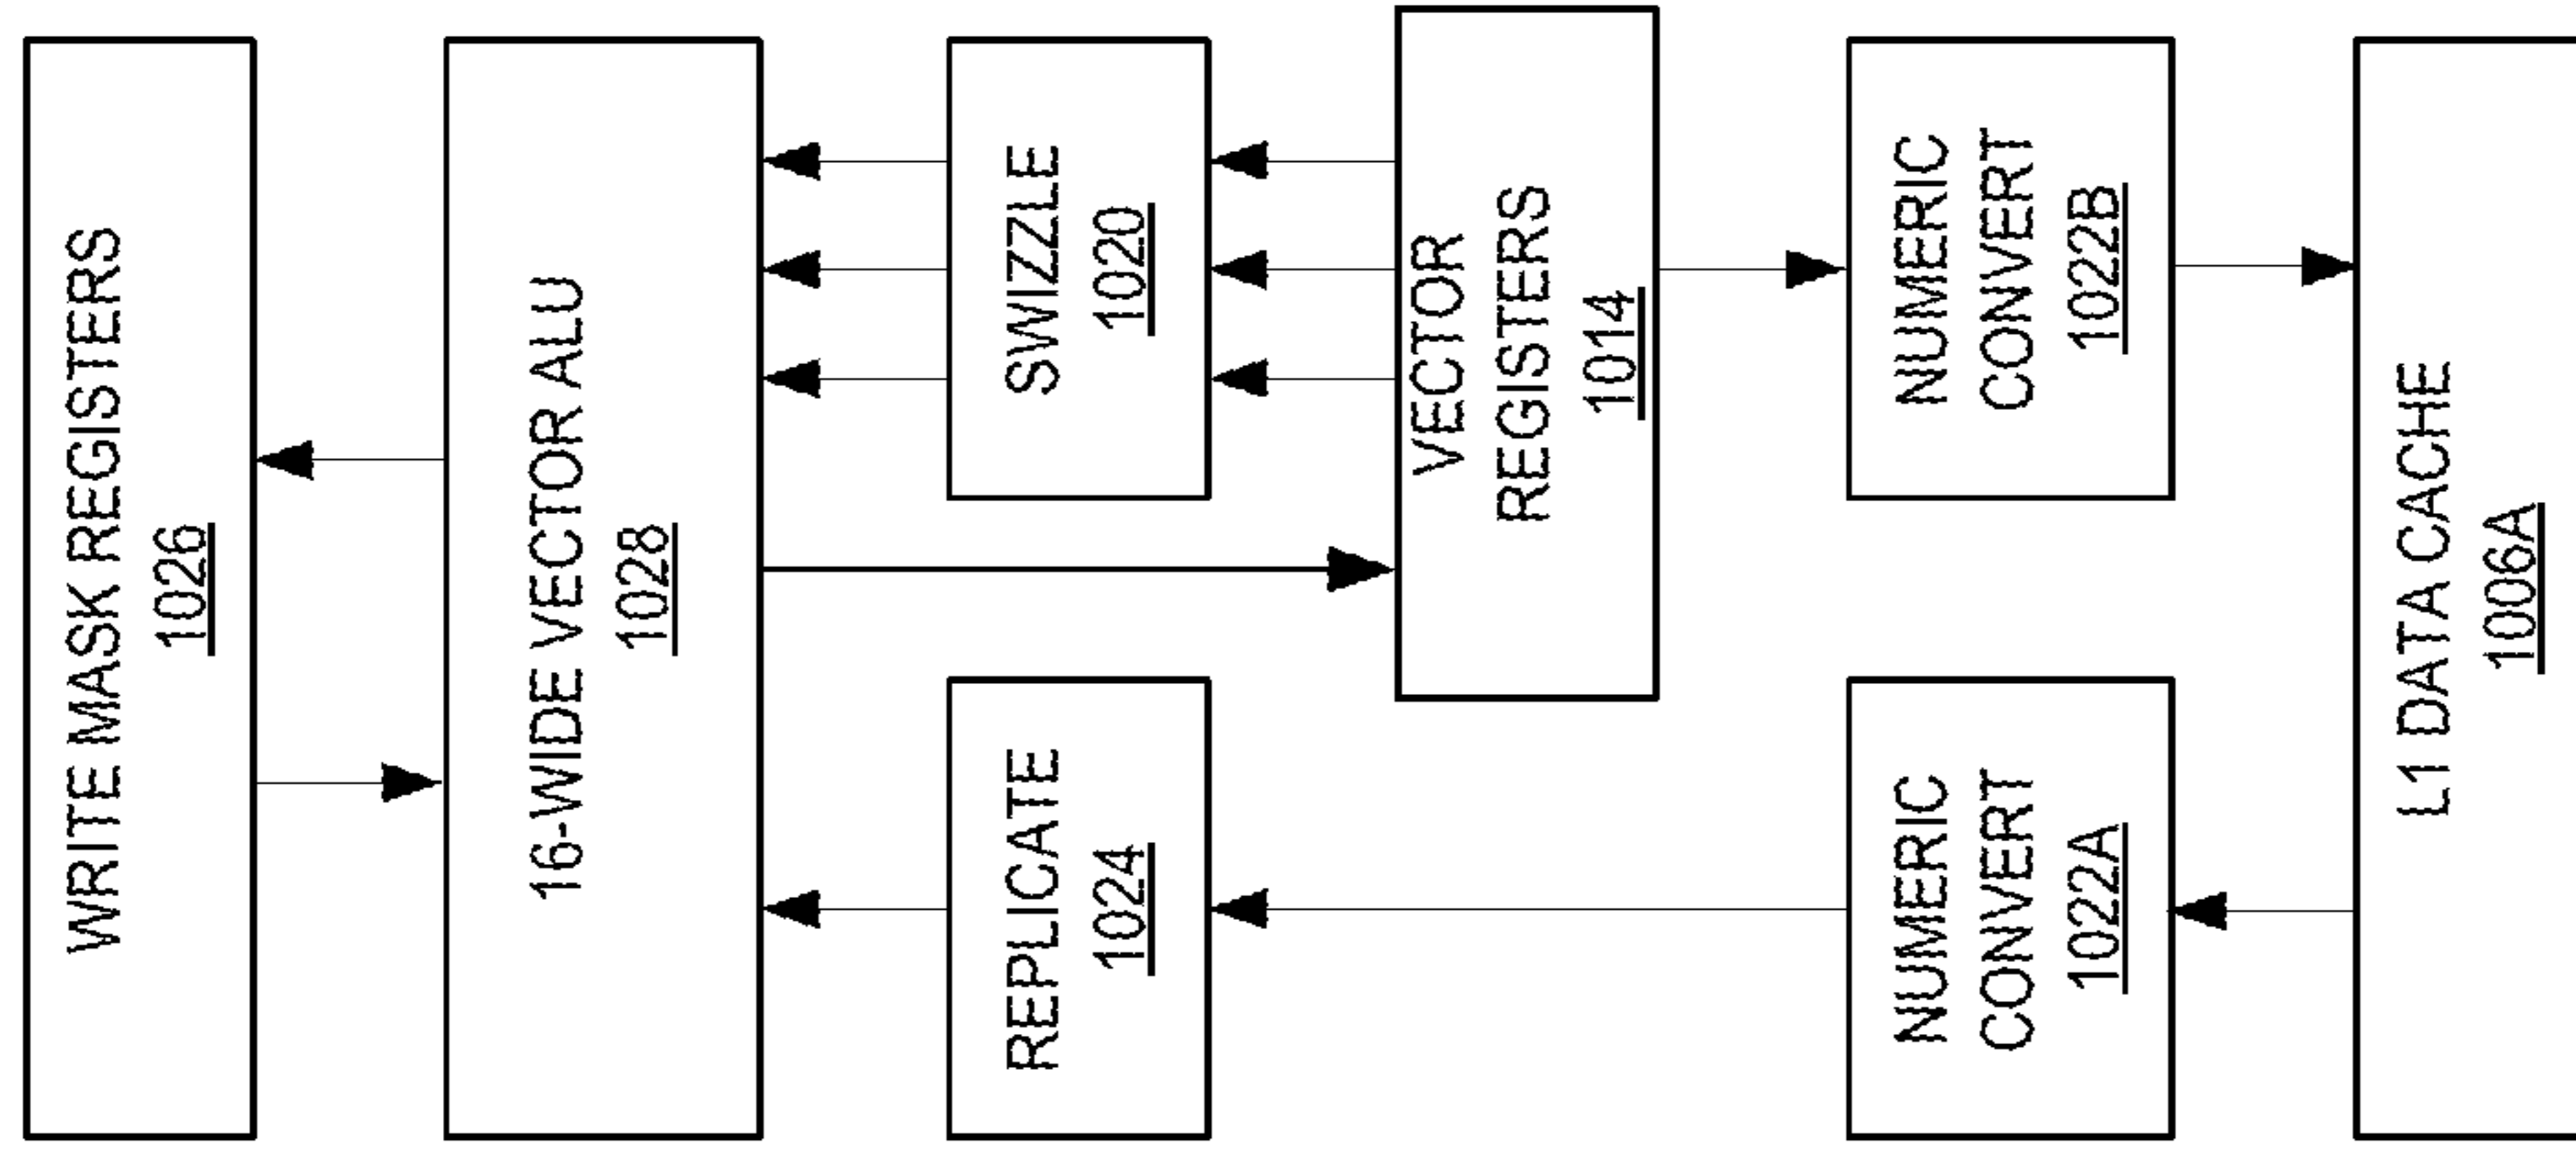 WRITE MASK REGISTERS
1026
16-WIDE VECTOR ALU
1028
REPLICATE
1024
SWIZZLE
1020
VECTOR
REGISTERS
1014
NUMERIC
CONVERT
1022A
NUMERIC
CONVERT
1022B
L1 DATA CACHE
1006A